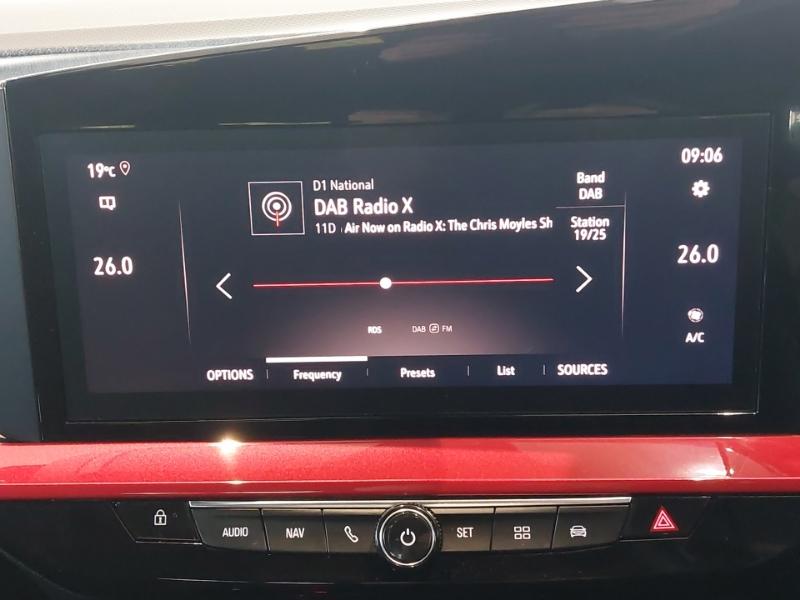 19°C
09:06
D1 National
Band
DAB
DAB Radio X
11D
Air Now on Radio X: The Chris Moyles Sh
Station
19/25
26.0
26.0
RDS
DAB FM
A/C
OPTIONS
Frequency
Presets
List
SOURCES
AUDIO
NAV
SET